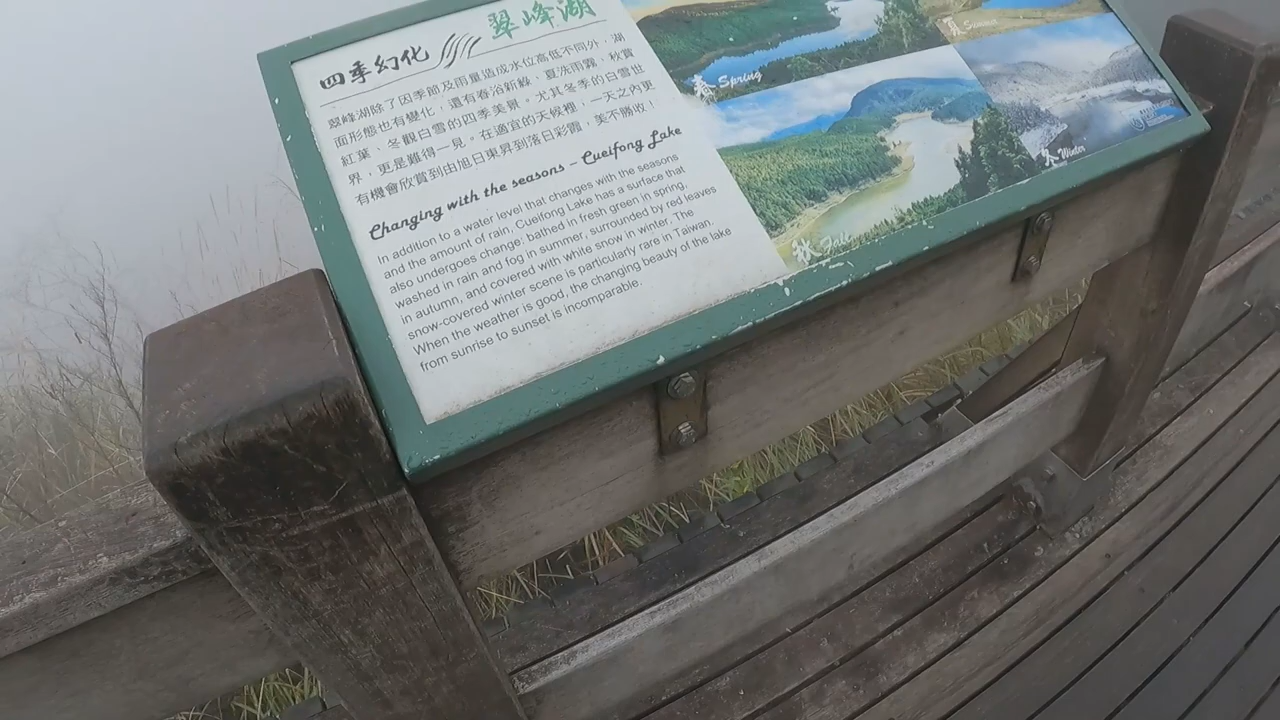 四季幻化 翠峰湖
翠峰湖除了因季節及雨量造成水位高低不同外，湖
面形態也有變化，還有春浴新綠、夏洗雨霧、秋賞
紅葉、冬觀白雪的四季美景。尤其冬季的白雪世
界，更是難得一見。在適宜的天候裡，一天之內更
有機會欣賞到由旭日東昇到落日彩霞，美不勝收！
Changing with the seasons – Cueifong Lake
In addition to a water level that changes with the seasons
and the amount of rain, Cueifong Lake has a surface that
also undergoes change; bathed in fresh green in spring,
washed in rain and fog in summer, surrounded by red leaves
in autumn, and covered with white snow in winter. The
snow-covered winter scene is particularly rare in Taiwan.
When the weather is good, the changing beauty of the lake
from sunrise to sunset is incomparable.
春 Spring
夏 Summer
秋 Fall
冬 Winter